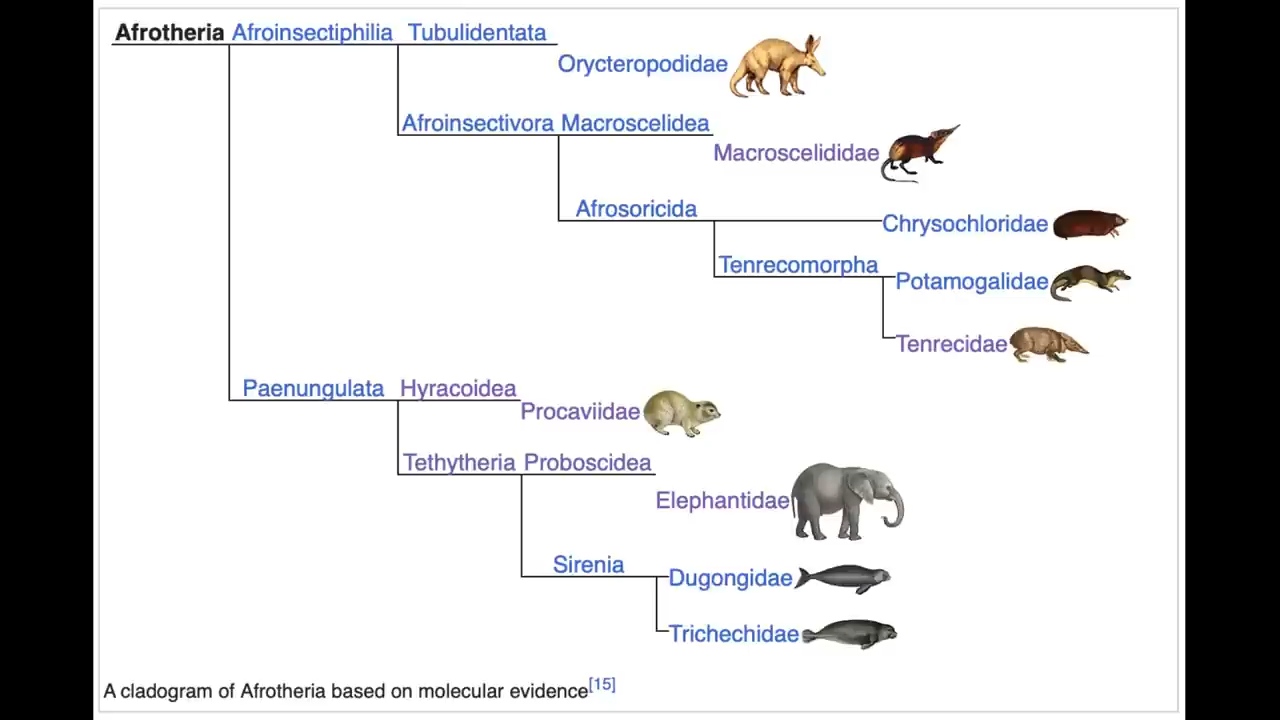 Afrotheria Afroinsectiphilia Tubulidentata
Orycteropodidae
Afroinsectivora Macroscelidea
Macroscelididae
Afrosoricida
Chrysochloridae
Tenrecomorpha
Potamogalidae
Tenrecidae
Paenungulata Hyracoidea
Procaviidae
Tethytheria Proboscidea
Elephantidae
Sirenia
Dugongidae
Trichechidae
A cladogram of Afrotheria based on molecular evidence[15]